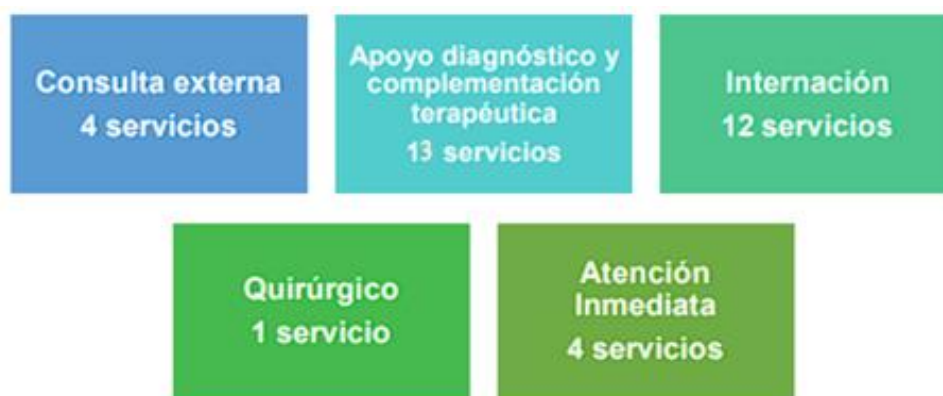 Consulta externa
4 servicios
Apoyo diagnóstico y
complementación
terapéutica
13 servicios
Internación
12 servicios
Quirúrgico
1 servicio
Atención
Inmediata
4 servicios